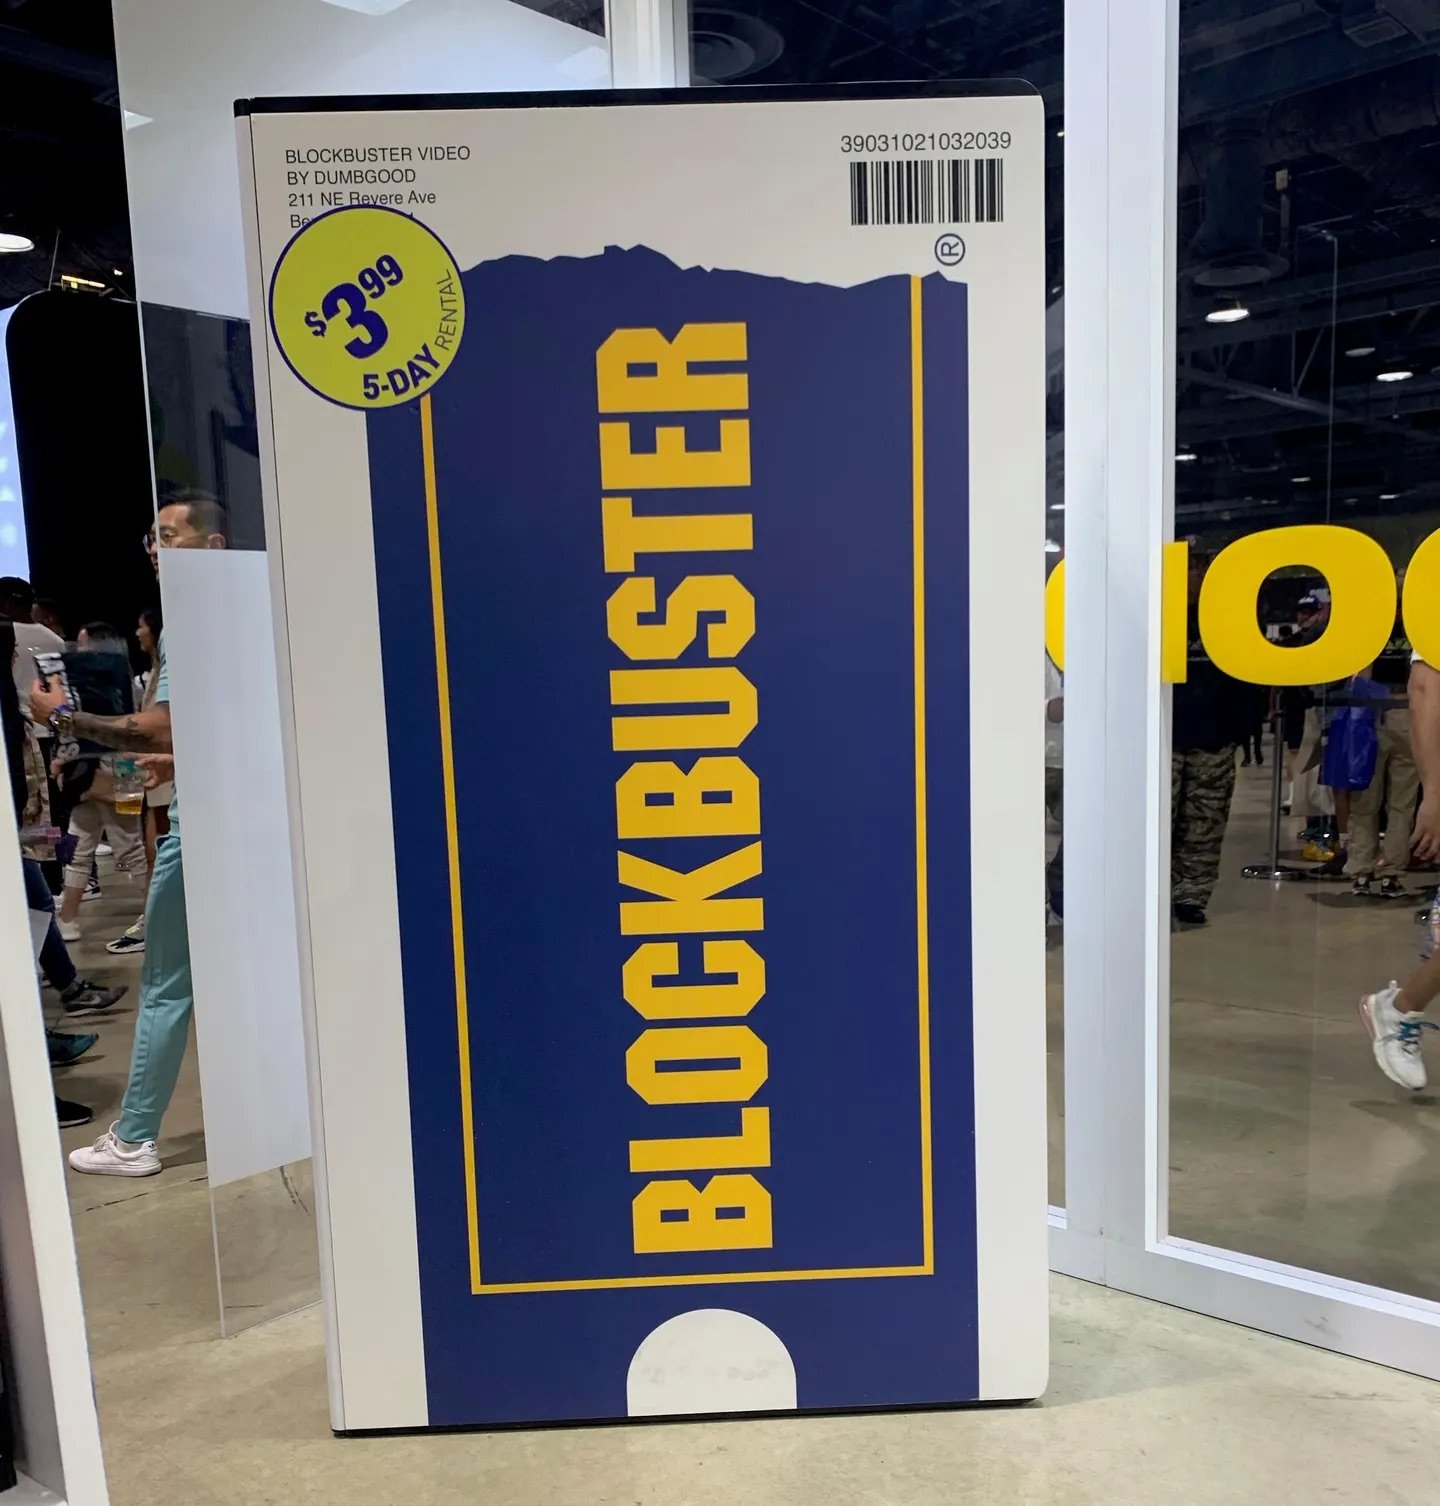 BLOCKBUSTER VIDEO
BY DUMBGOOD
211 NE Revere Ave
39031021032039
$3.99
5-DAY RENTAL
BLOCKBUSTER®